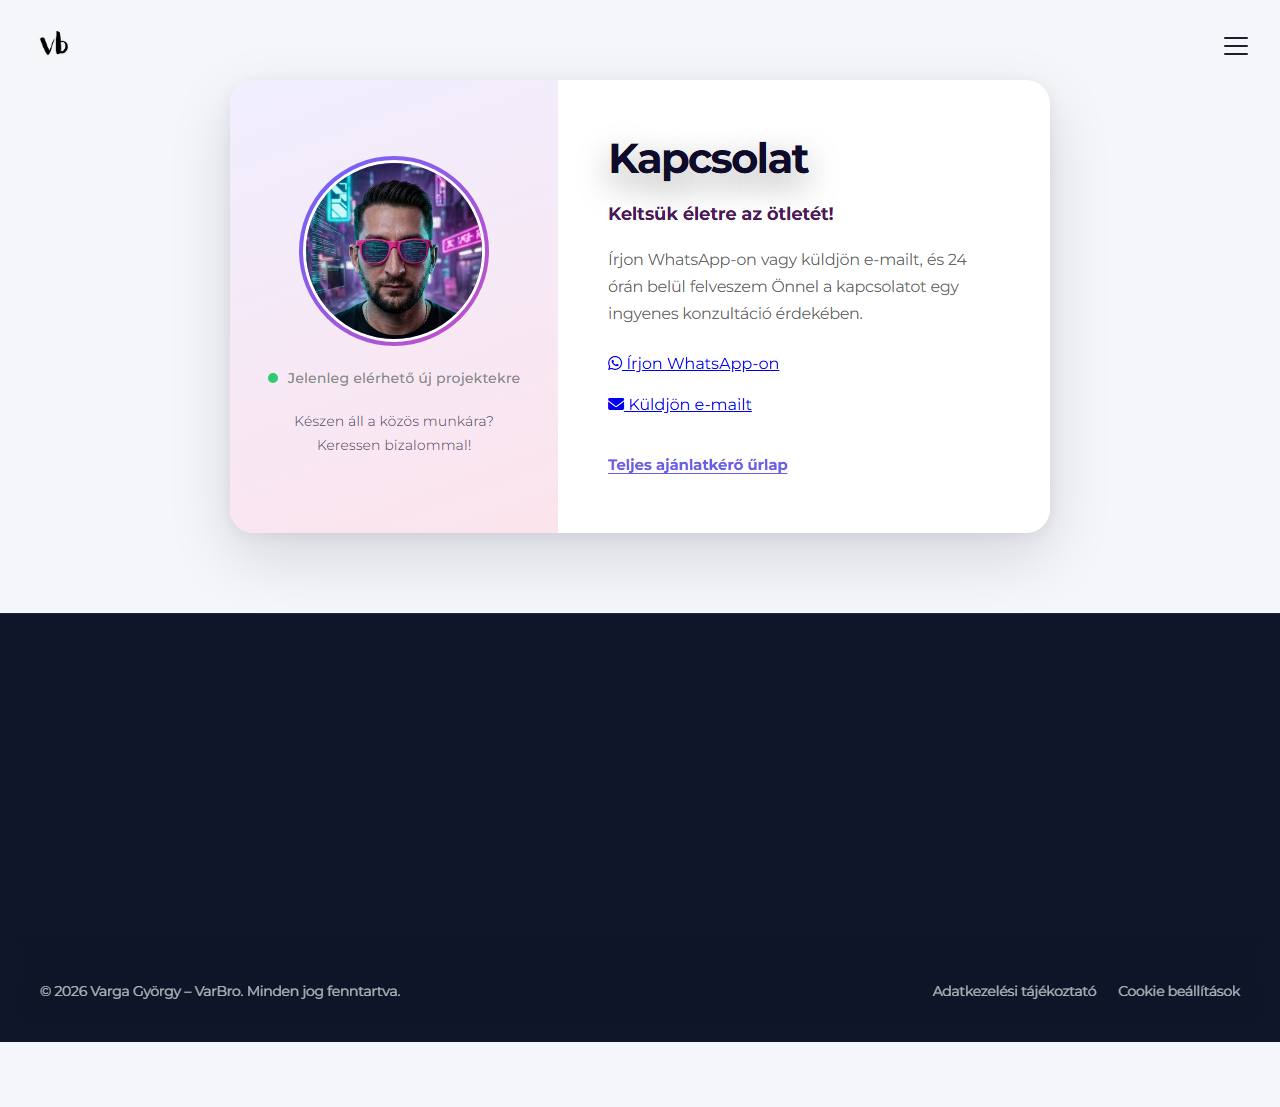 vb
Kapcsolat
Keltsük életre az ötletét!
Írjon WhatsApp-on vagy küldjön e-mailt, és 24
órán belül felveszem Önnel a kapcsolatot egy
ingyenes konzultáció érdekében.
Írjon WhatsApp-on
Küldjön e-mailt
Teljes ajánlatkérő űrlap
Jelenleg elérhető új projektekre
Készen áll a közös munkára?
Keressen bizalommal!
© 2026 Varga György – VarBro. Minden jog fenntartva.
Adatkezelési tájékoztató
Cookie beállítások